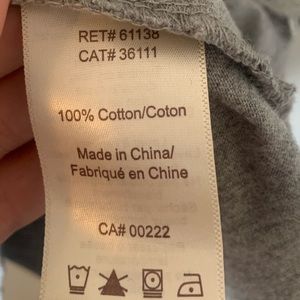 RET# 61138
CAT# 36111
100% Cotton/Coton
Made in China/
Fabriqué en Chine
CA# 00222